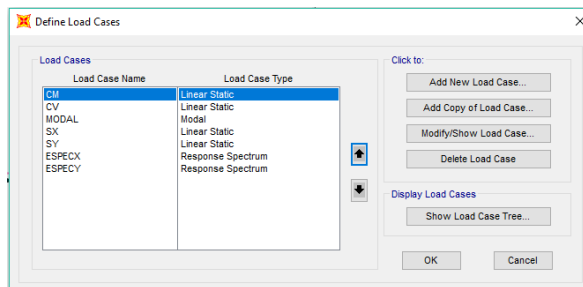 Define Load Cases
Load Cases
Load Case Name Load Case Type
CM Linear Static
CV Linear Static
MODAL Modal
SX Linear Static
SY Linear Static
ESPECX Response Spectrum
ESPECY Response Spectrum
Click to:
Add New Load Case...
Add Copy of Load Case...
Modify/Show Load Case...
Delete Load Case
Display Load Cases
Show Load Case Tree...
OK Cancel